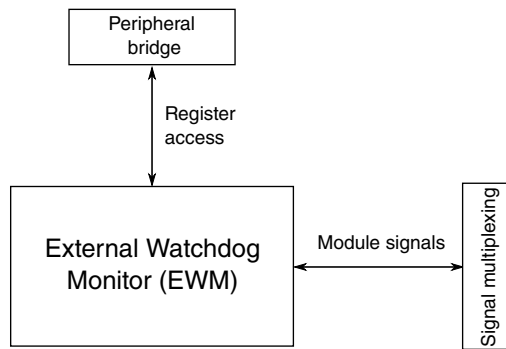 Peripheral
bridge
Register
access
External Watchdog
Monitor (EWM)
Module signals
Signal multiplexing